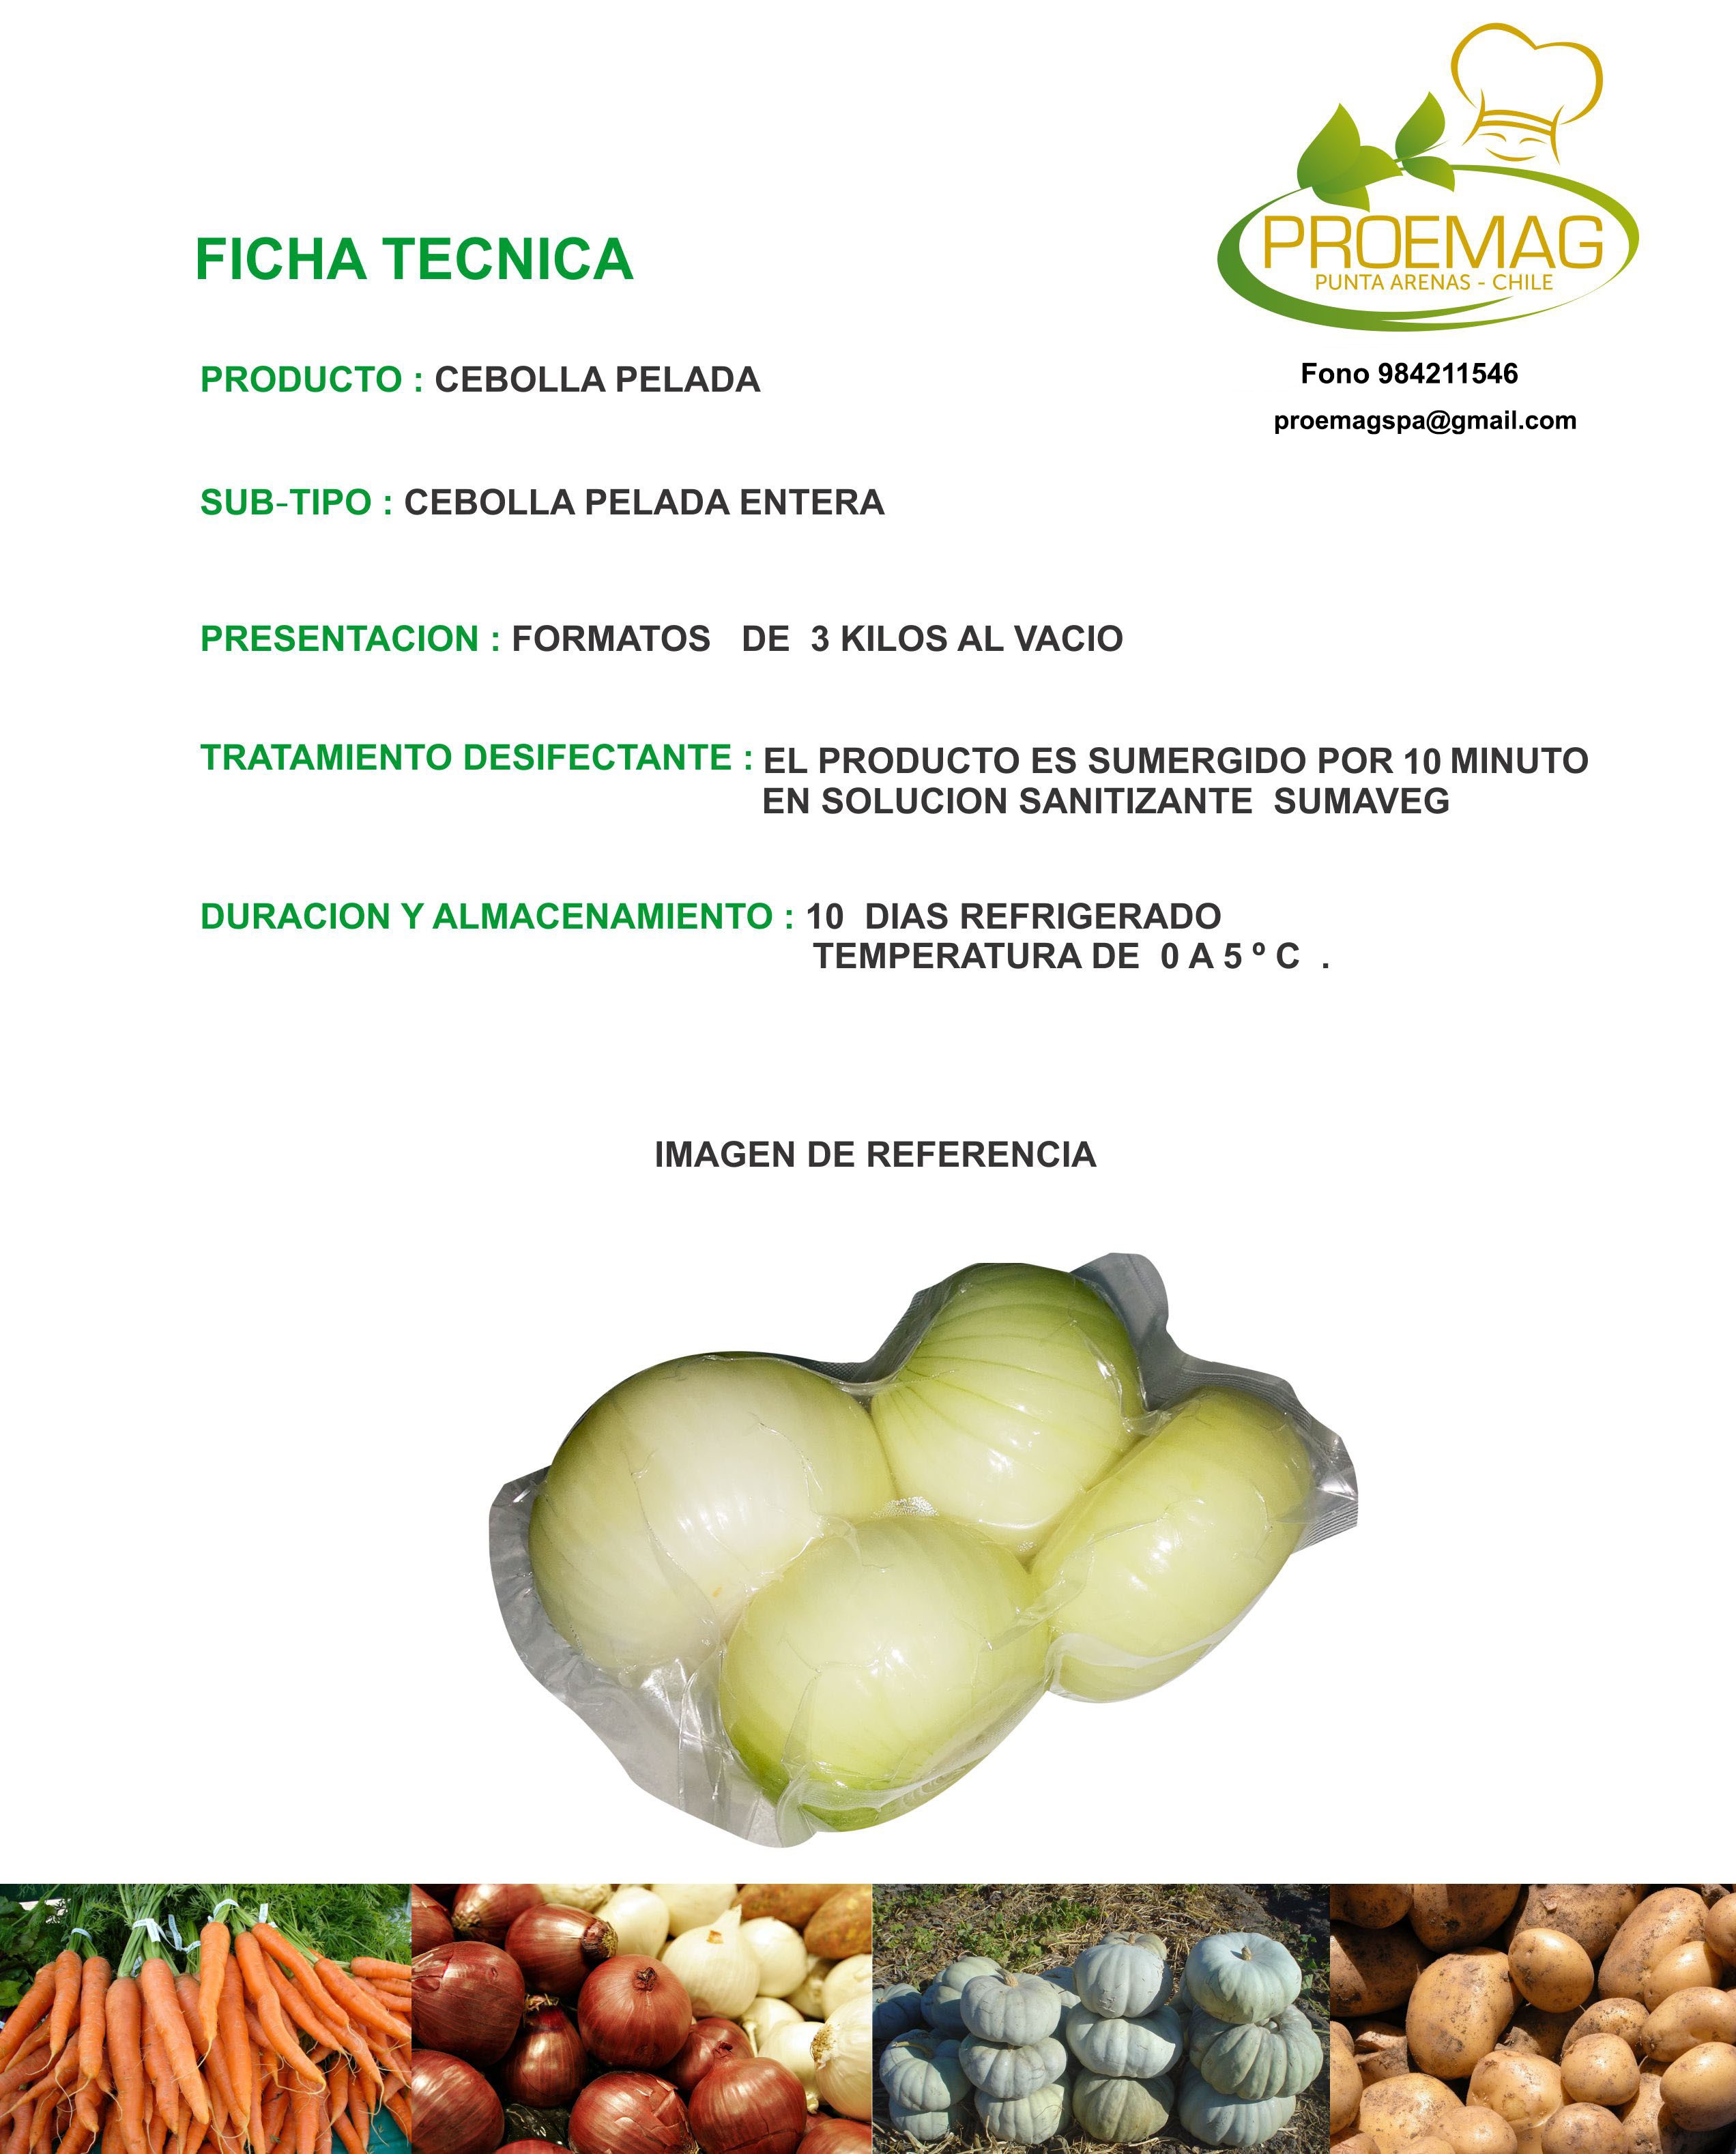 PROEMAG
PUNTA ARENAS - CHILE
FICHA TECNICA
Fono 984211546
proemagspa@gmail.com
PRODUCTO : CEBOLLA PELADA
SUB-TIPO : CEBOLLA PELADA ENTERA
PRESENTACION : FORMATOS DE 3 KILOS AL VACIO
TRATAMIENTO DESIFECTANTE : EL PRODUCTO ES SUMERGIDO POR 10 MINUTO
EN SOLUCION SANITIZANTE SUMAVEG
DURACION Y ALMACENAMIENTO : 10 DIAS REFRIGERADO
TEMPERATURA DE 0 A 5 º C .
IMAGEN DE REFERENCIA